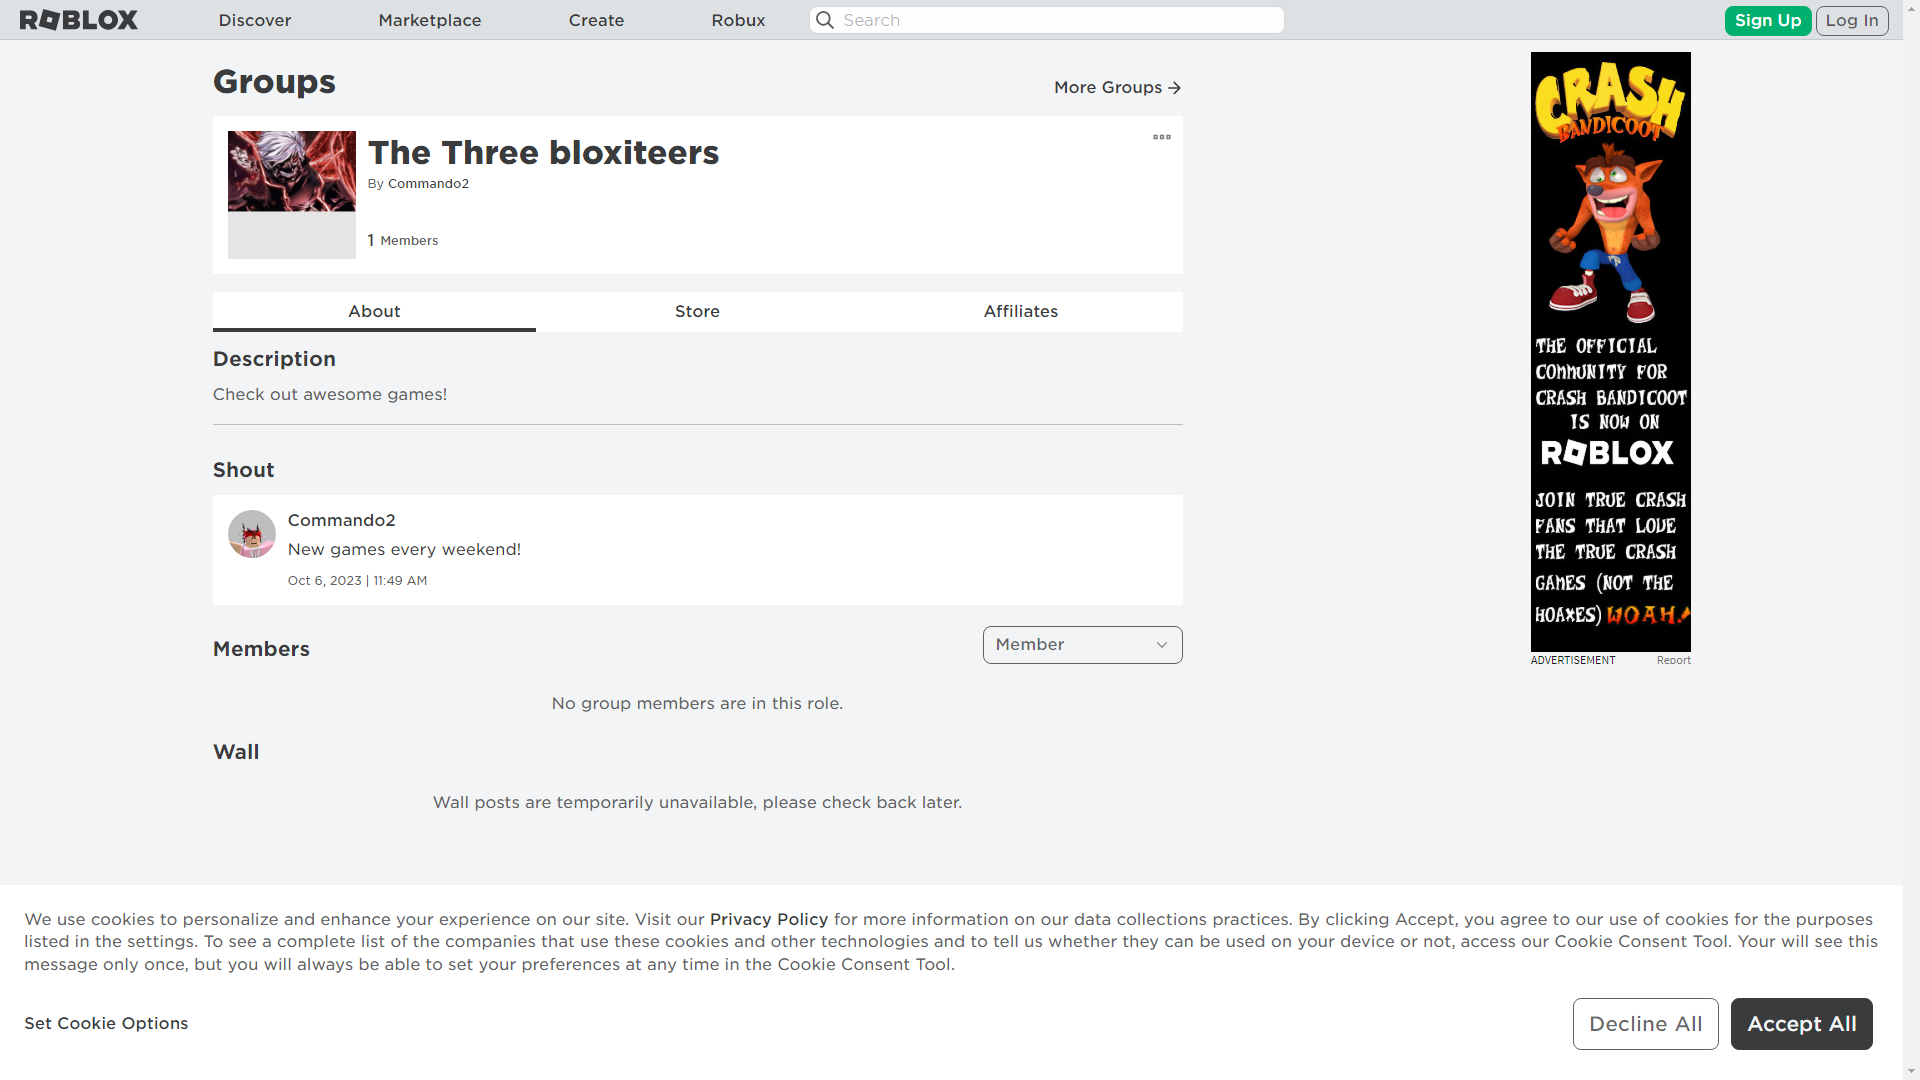 ROBLOX
Discover
Marketplace
Create
Robux
Search
Sign Up
Log In
Groups
More Groups
The Three bloxiteers
By Commando2
1 Members
About
Store
Affiliates
Description
Check out awesome games!
Shout
Commando2
New games every weekend!
Oct 6, 2023 | 11:49 AM
Members
Member
No group members are in this role.
Wall
Wall posts are temporarily unavailable, please check back later.
CRASH
BANDICOOT
THE OFFICIAL
COMMUNITY FOR
CRASH BANDICOOT
IS NOW ON
ROBLOX
JOIN TRUE CRASH
FANS THAT LOVE
THE TRUE CRASH
GAMES (NOT THE
HOAXES) WOAH!
ADVERTISEMENT
Report
We use cookies to personalize and enhance your experience on our site. Visit our Privacy Policy for more information on our data collections practices. By clicking Accept, you agree to our use of cookies for the purposes
listed in the settings. To see a complete list of the companies that use these cookies and other technologies and to tell us whether they can be used on your device or not, access our Cookie Consent Tool. Your will see this
message only once, but you will always be able to set your preferences at any time in the Cookie Consent Tool.
Set Cookie Options
Decline All
Accept All